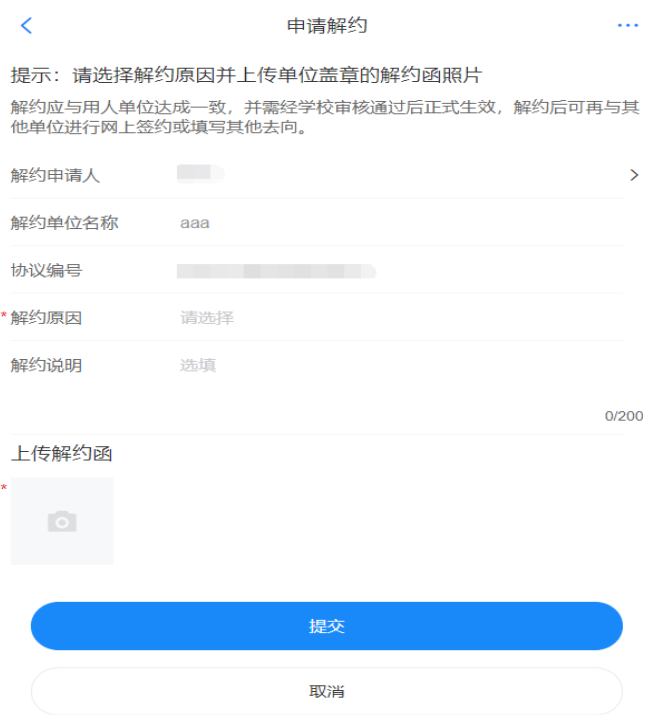 申请解约
提示：请选择解约原因并上传单位盖章的解约函照片
解约应与用人单位达成一致，并需经学校审核通过后正式生效，解约后可再与其
他单位进行网上签约或填写其他去向。
解约申请人
解约单位名称 aaa
协议编号
*解约原因 请选择
解约说明 选填
0/200
上传解约函
*
提交
取消